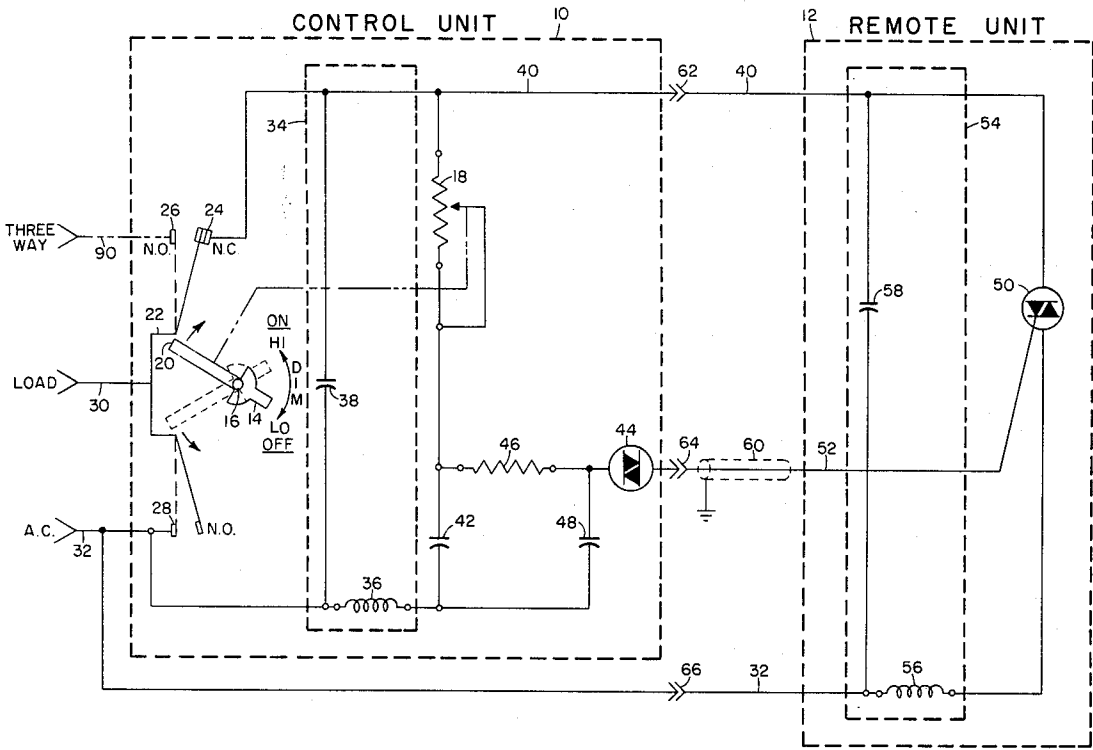 CONTROL UNIT
10
12
REMOTE UNIT
40
62
40
34
54
18
26
24
THREE WAY
N.O.
N.C.
90
50
58
22
20
ON
HI
DIM
LOAD
30
16
14
LO
OFF
38
44
64
60
46
52
28
A.C.
N.O.
32
42
48
36
66
32
56